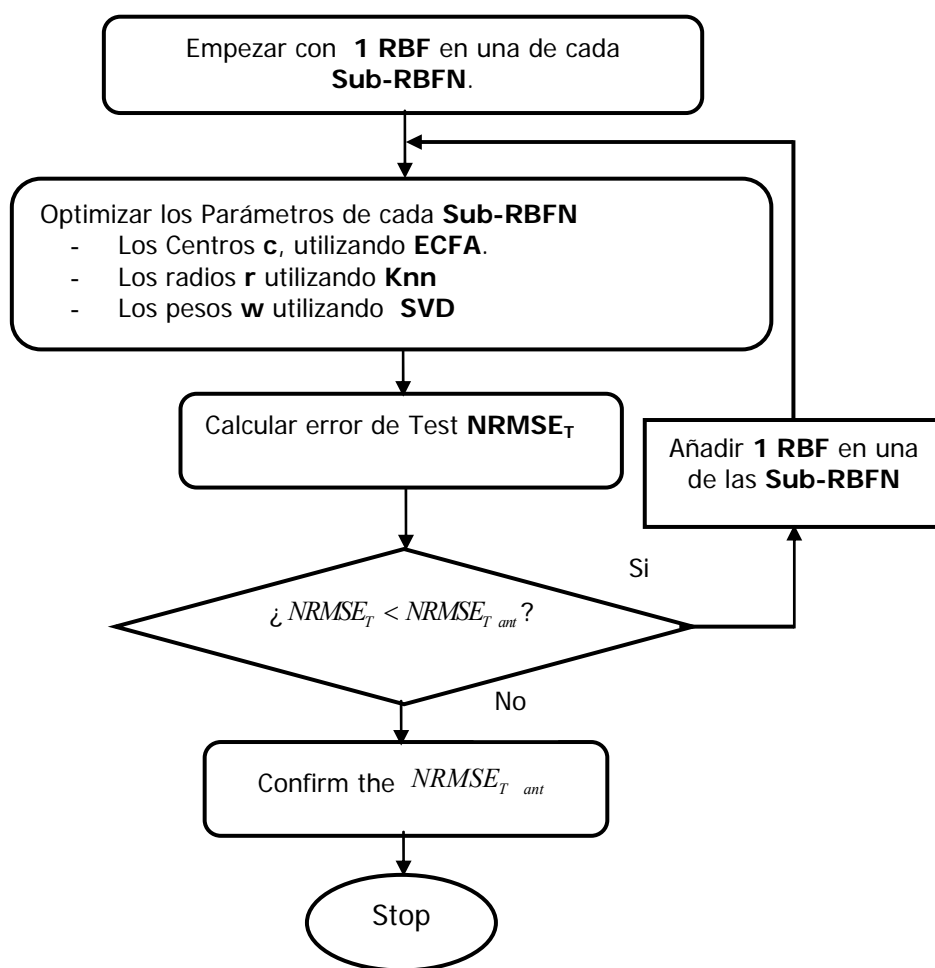 Empezar con 1 RBF en una de cada
Sub-RBFN.
Optimizar los Parámetros de cada Sub-RBFN
- Los Centros c, utilizando ECFA.
- Los radios r utilizando Knn
- Los pesos w utilizando SVD
Calcular error de Test NRMSE_T
Añadir 1 RBF en una
de las Sub-RBFN
Si
¿ NRMSE_T < NRMSE_T ant ?
No
Confirm the NRMSE_T ant
Stop